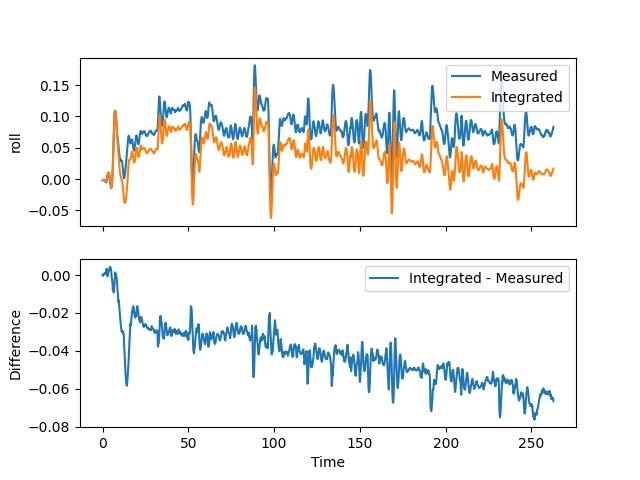 0.15
0.10
0.05
0.00
−0.05
roll
Measured
Integrated
0.00
−0.02
−0.04
−0.06
−0.08
Difference
Integrated - Measured
0 50 100 150 200 250
Time